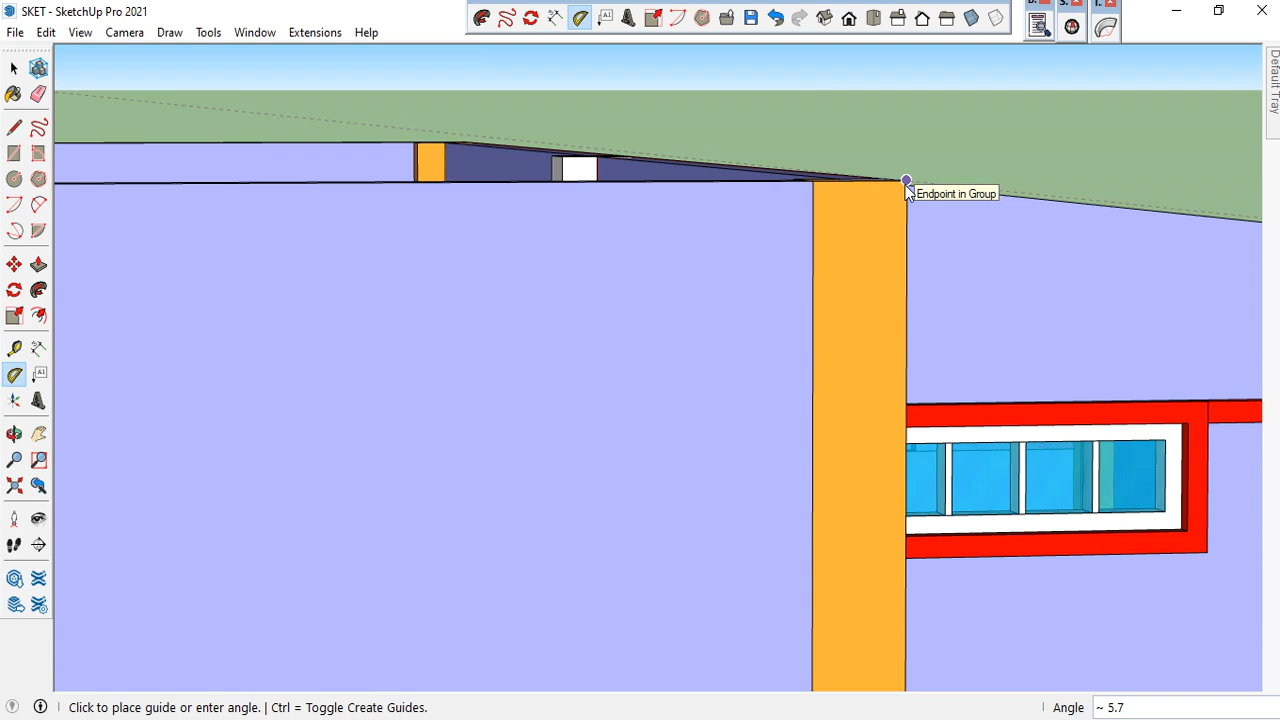 SKET - SketchUp Pro 2021
File Edit View Camera Draw Tools Window Extensions Help
Default Tray
Endpoint in Group
Click to place guide or enter angle. | Ctrl = Toggle Create Guides.
Angle ~ 5.7